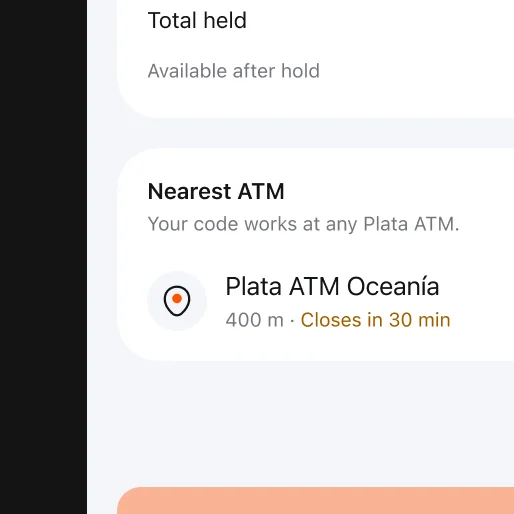 Total held
Available after hold
Nearest ATM
Your code works at any Plata ATM.
Plata ATM Oceanía
400 m · Closes in 30 min